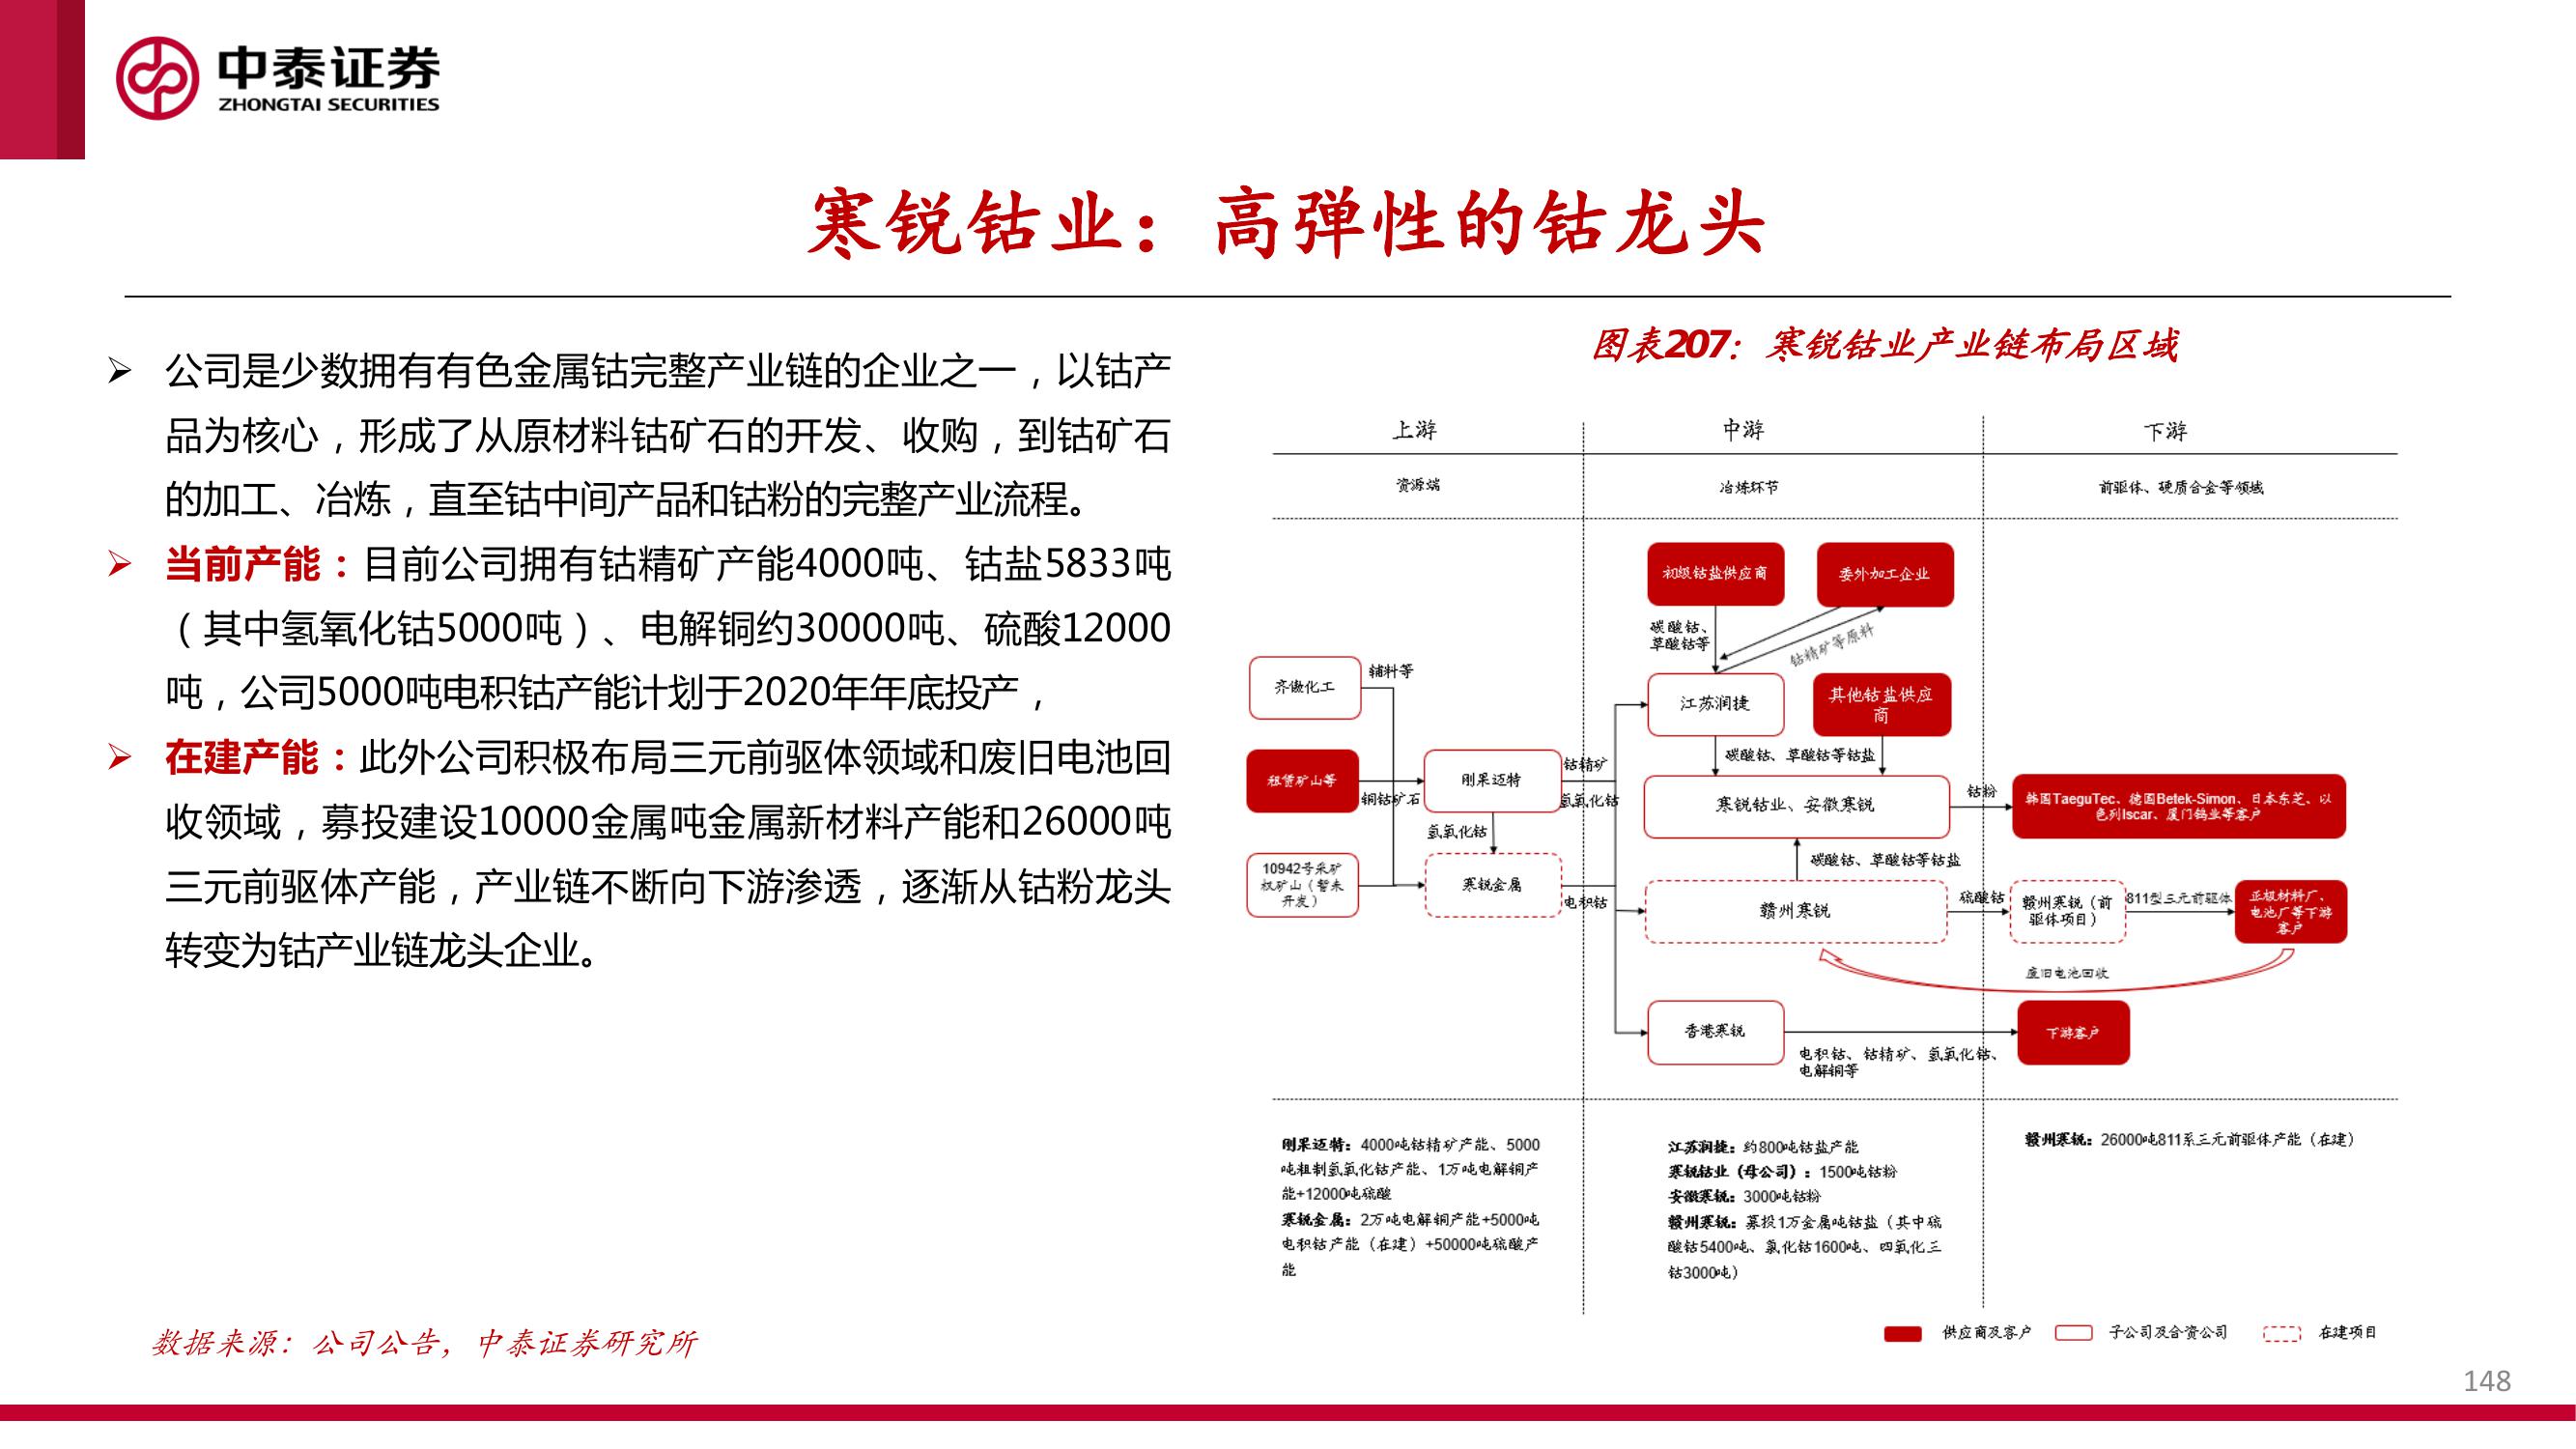 中泰证券
ZHONGTAI SECURITIES
寒锐钴业：高弹性的钴龙头
公司是少数拥有有色金属钴完整产业链的企业之一，以钴产
品为核心，形成了从原材料钴矿石的开发、收购，到钴矿石
的加工、冶炼，直至钴中间产品和钴粉的完整产业流程。
当前产能：目前公司拥有钴精矿产能4000吨、钴盐5833吨
（其中氢氧化钴5000吨）、电解铜约30000吨、硫酸12000
吨，公司5000吨电积钴产能计划于2020年年底投产，
在建产能：此外公司积极布局三元前驱体领域和废旧电池回
收领域，募投建设10000金属吨金属新材料产能和26000吨
三元前驱体产能，产业链不断向下游渗透，逐渐从钴粉龙头
转变为钴产业链龙头企业。
数据来源：公司公告，中泰证券研究所
图表207：寒锐钴业产业链布局区域
上游 中游 下游
资源端 冶炼环节 前驱体、硬质合金等领域
初级钴盐供应商
委外加工企业
碳酸钴、
草酸钴等
钴精矿等原料
齐傲化工
辅料等
江苏润捷
其他钴盐供应
商
碳酸钴、草酸钴等钴盐
租赁矿山等
铜钴矿石
刚果迈特
钴精矿
氢氧化钴
寒锐钴业、安徽寒锐
钴粉
韩国TaeguTec、德国Betek-Simon、日本东芝、以
色列Iscar、厦门钨业等客户
氢氧化钴
碳酸钴、草酸钴等钴盐
10942号采矿
权矿山（暂未
开发）
寒锐金属
电积钴
赣州寒锐
硫酸钴
赣州寒锐（前
驱体项目）
811型三元前驱体
正极材料厂、
电池厂等下游
客户
废旧电池回收
香港寒锐
电积钴、钴精矿、氢氧化钴、
电解铜等
下游客户
刚果迈特：4000吨钴精矿产能、5000
吨粗制氢氧化钴产能、1万吨电解铜产
能+12000吨硫酸
寒锐金属：2万吨电解铜产能+5000吨
电积钴产能（在建）+50000吨硫酸产
能
江苏润捷：约800吨钴盐产能
寒锐钴业（母公司）：1500吨钴粉
安徽寒锐：3000吨钴粉
赣州寒锐：募投1万金属吨钴盐（其中硫
酸钴5400吨、氯化钴1600吨、四氧化三
钴3000吨）
赣州寒锐：26000吨811系三元前驱体产能（在建）
供应商及客户 子公司及合资公司 在建项目
148